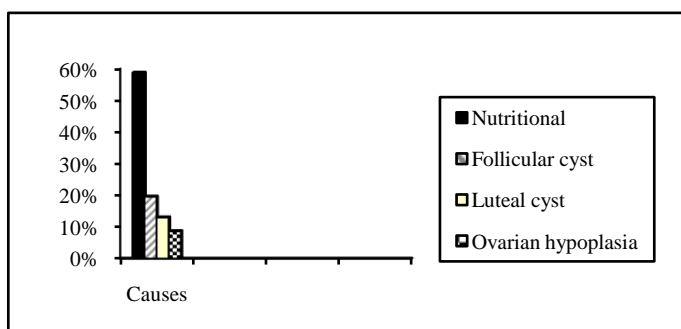 60%
50%
40%
30%
20%
10%
0%
Causes
Nutritional
Follicular cyst
Luteal cyst
Ovarian hypoplasia